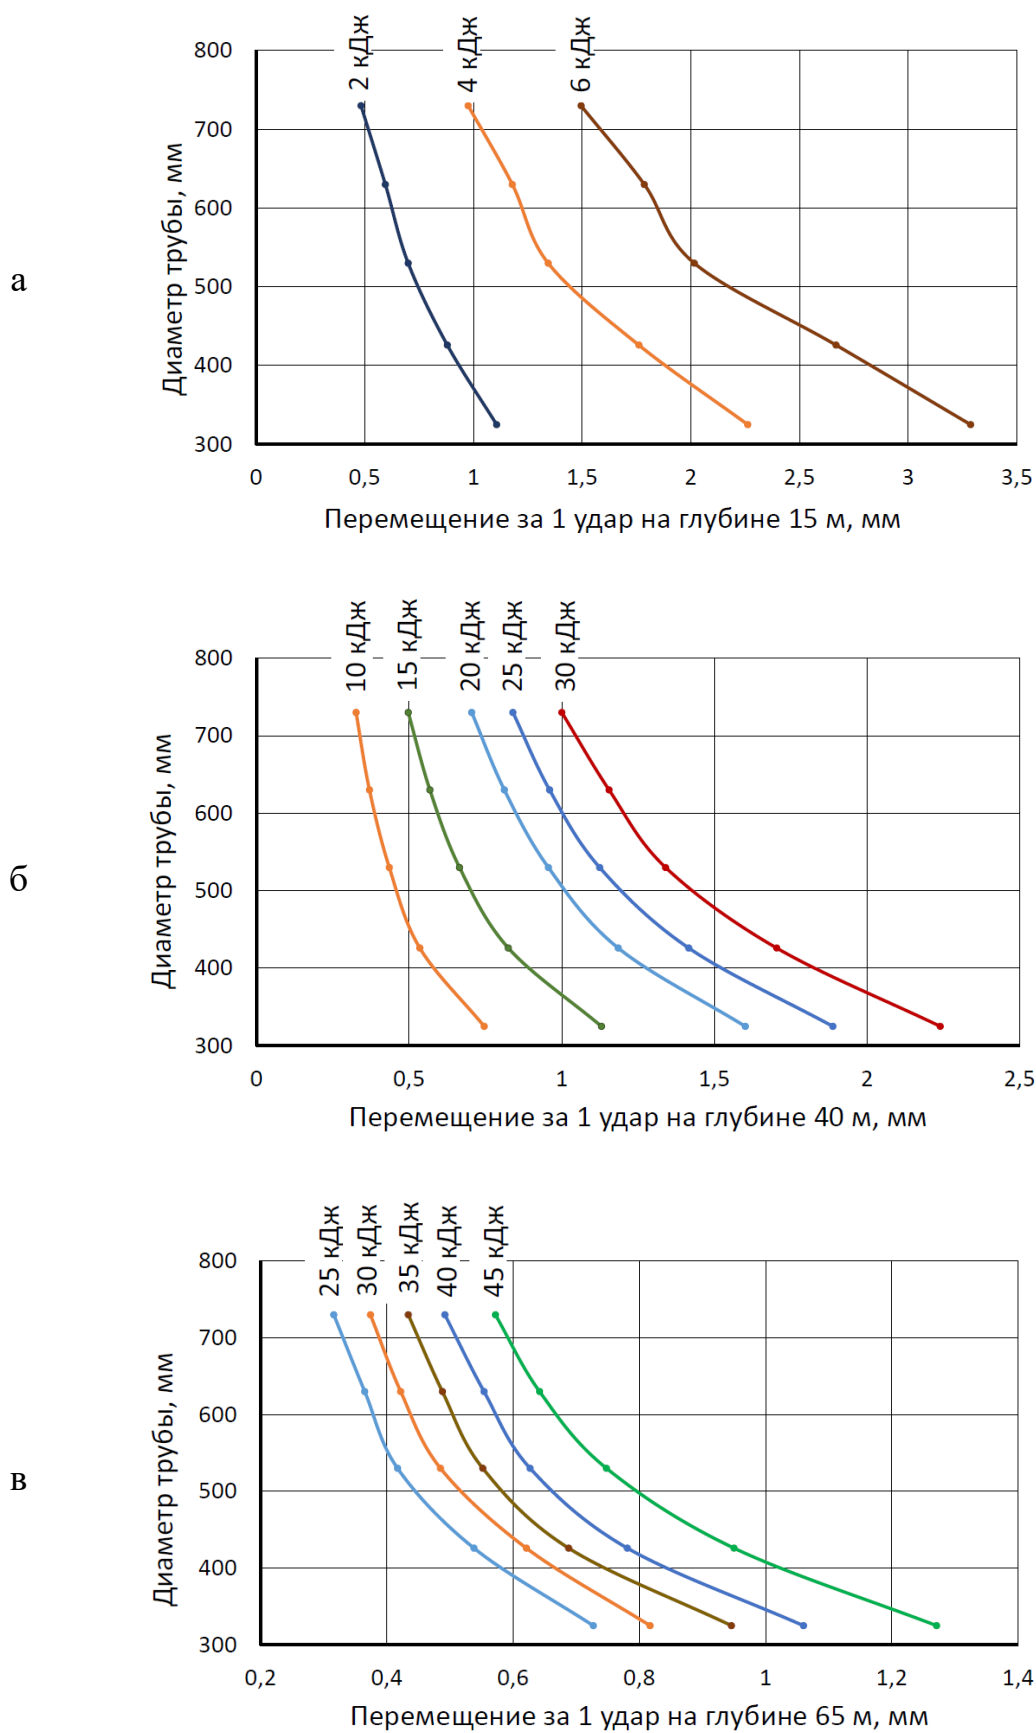 а
2 кДж
4 кДж
6 кДж
Диаметр трубы, мм
800
700
600
500
400
300
0
0,5
1
1,5
2
2,5
3
3,5
Перемещение за 1 удар на глубине 15 м, мм
б
10 кДж
15 кДж
20 кДж
25 кДж
30 кДж
Диаметр трубы, мм
800
700
600
500
400
300
0
0,5
1
1,5
2
2,5
Перемещение за 1 удар на глубине 40 м, мм
в
25 кДж
30 кДж
35 кДж
40 кДж
45 кДж
Диаметр трубы, мм
800
700
600
500
400
300
0,2
0,4
0,6
0,8
1
1,2
1,4
Перемещение за 1 удар на глубине 65 м, мм